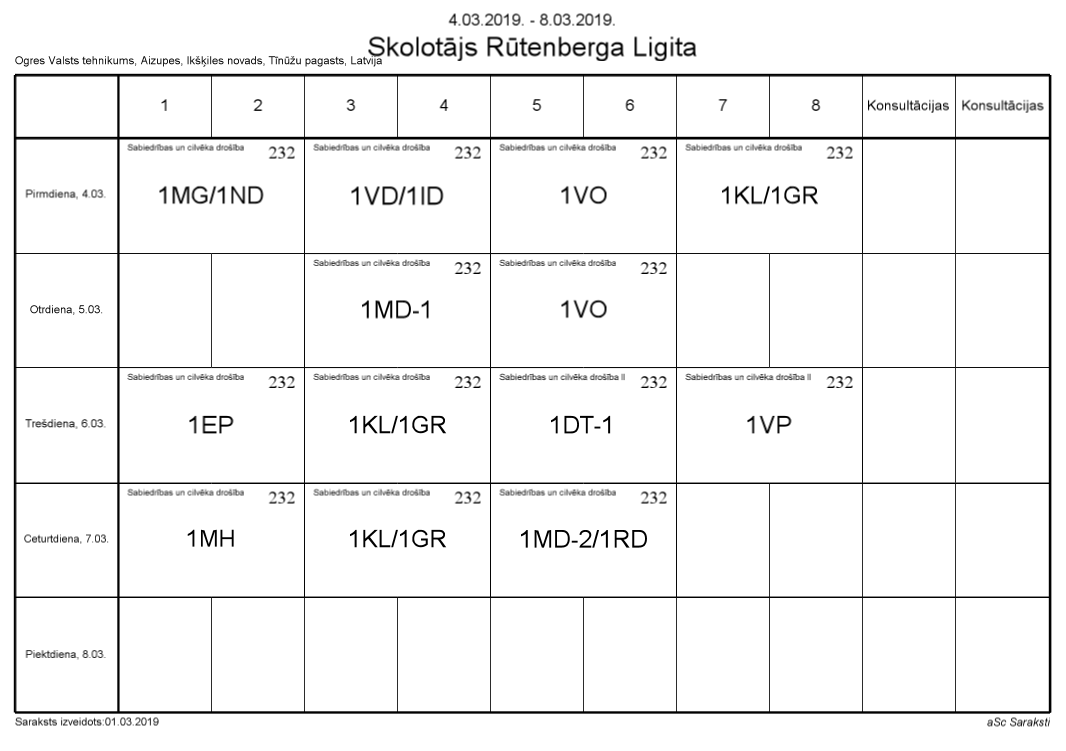 4.03.2019. - 8.03.2019.
Skolotājs Rūtenberga Ligita
Ogres Valsts tehnikums, Aizupes, Ikšķiles novads, Tīnūžu pagasts, Latvija
1 2 3 4 5 6 7 8 Konsultācijas Konsultācijas
Pirmdiena, 4.03.
Sabiedrības un cilvēka drošība 232
1MG/1ND
Sabiedrības un cilvēka drošība 232
1VD/1ID
Sabiedrības un cilvēka drošība 232
1VO
Sabiedrības un cilvēka drošība 232
1KL/1GR
Otrdiena, 5.03.
Sabiedrības un cilvēka drošība 232
1MD-1
Sabiedrības un cilvēka drošība 232
1VO
Trešdiena, 6.03.
Sabiedrības un cilvēka drošība 232
1EP
Sabiedrības un cilvēka drošība 232
1KL/1GR
Sabiedrības un cilvēka drošība II 232
1DT-1
Sabiedrības un cilvēka drošība II 232
1VP
Ceturtdiena, 7.03.
Sabiedrības un cilvēka drošība 232
1MH
Sabiedrības un cilvēka drošība 232
1KL/1GR
Sabiedrības un cilvēka drošība 232
1MD-2/1RD
Piektdiena, 8.03.
Saraksts izveidots:01.03.2019
aSc Saraksti